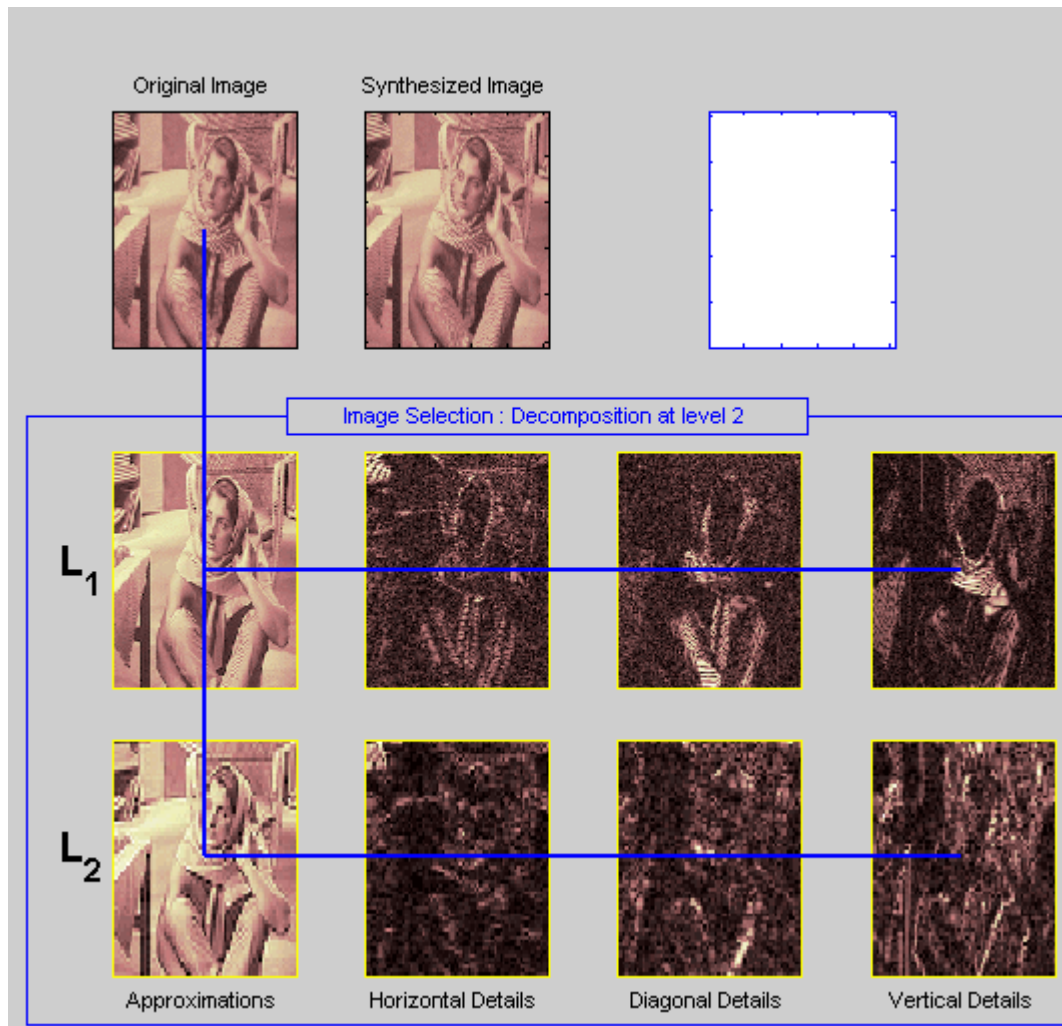 Original Image
Synthesized Image
Image Selection : Decomposition at level 2
L1
L2
Approximations
Horizontal Details
Diagonal Details
Vertical Details